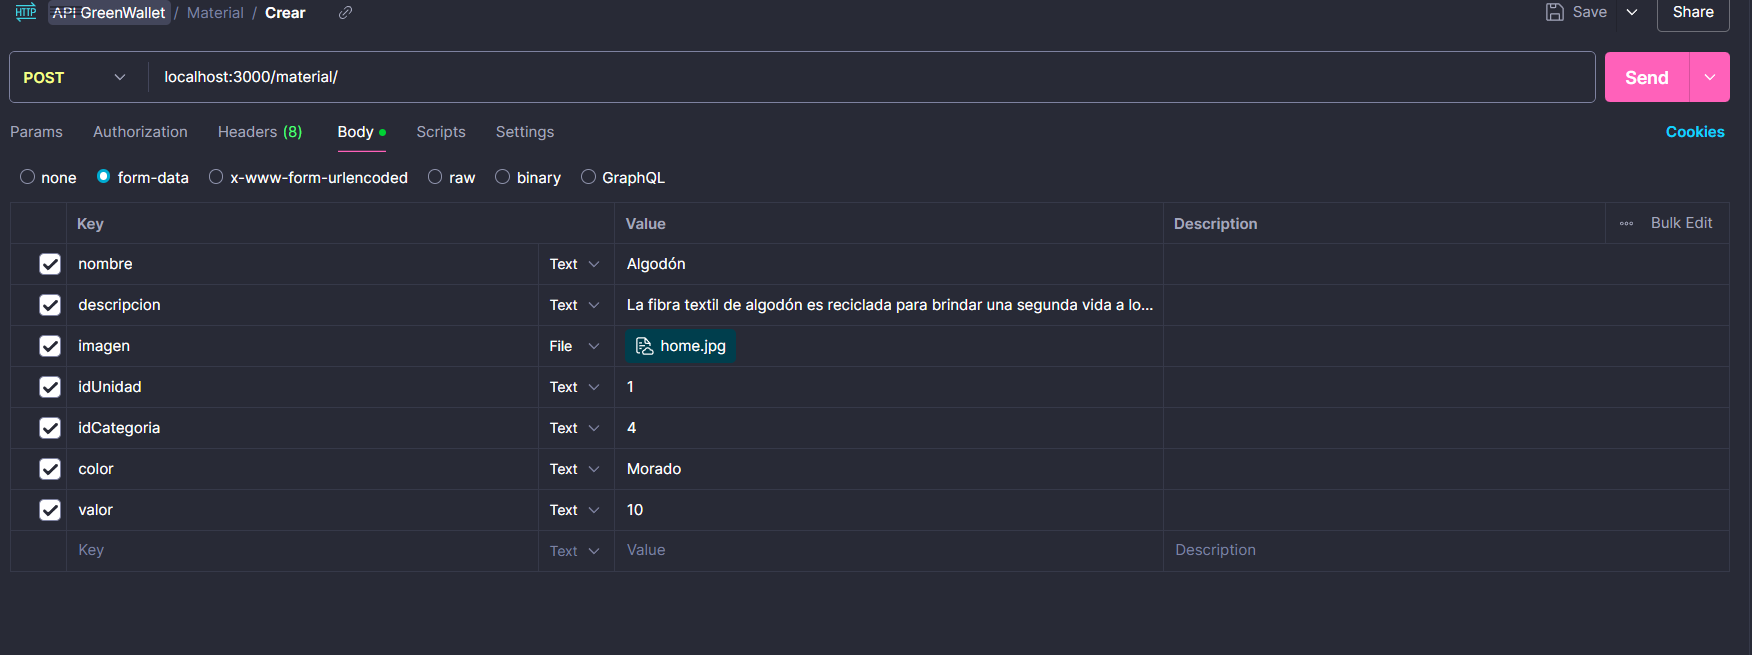 HTTP API GreenWallet / Material / Crear Save Share
POST localhost:3000/material/ Send
Params Authorization Headers (8) Body Scripts Settings Cookies
none form-data x-www-form-urlencoded raw binary GraphQL
Key Value Description Bulk Edit
nombre Text Algodón
descripcion Text La fibra textil de algodón es reciclada para brindar una segunda vida a lo...
imagen File home.jpg
idUnidad Text 1
idCategoria Text 4
color Text Morado
valor Text 10
Key Text Value Description